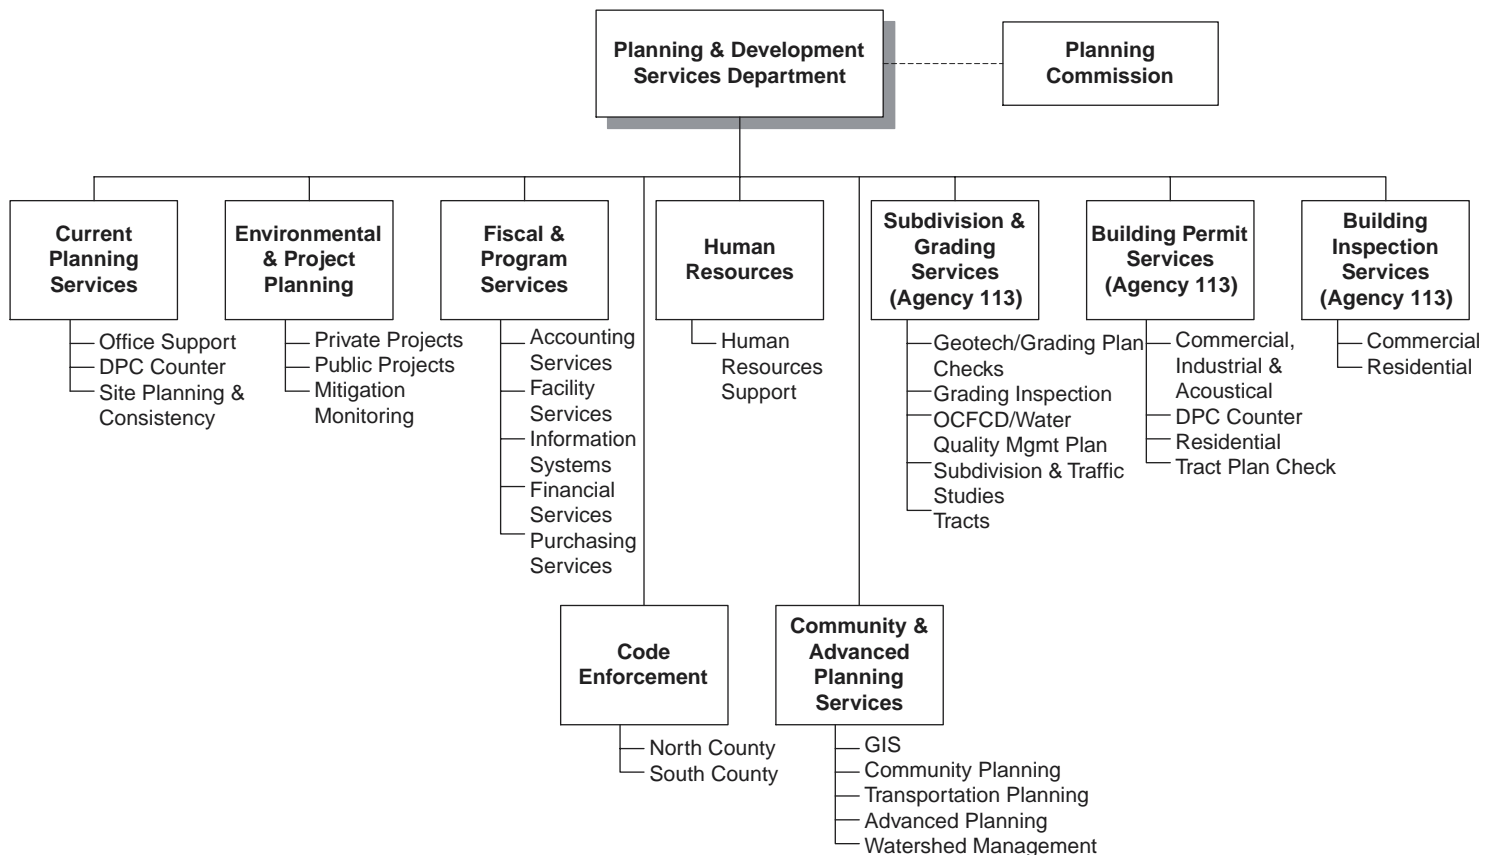 Planning & Development
Services Department
Planning
Commission
Current
Planning
Services
Office Support
DPC Counter
Site Planning &
Consistency
Environmental
& Project
Planning
Private Projects
Public Projects
Mitigation
Monitoring
Fiscal &
Program
Services
Accounting
Services
Facility
Services
Information
Systems
Financial
Services
Purchasing
Services
Human
Resources
Human
Resources
Support
Subdivision &
Grading
Services
(Agency 113)
Geotech/Grading Plan
Checks
Grading Inspection
OCFCD/Water
Quality Mgmt Plan
Subdivision & Traffic
Studies
Tracts
Building Permit
Services
(Agency 113)
Commercial,
Industrial &
Acoustical
DPC Counter
Residential
Tract Plan Check
Building
Inspection
Services
(Agency 113)
Commercial
Residential
Code
Enforcement
North County
South County
Community &
Advanced
Planning
Services
GIS
Community Planning
Transportation Planning
Advanced Planning
Watershed Management